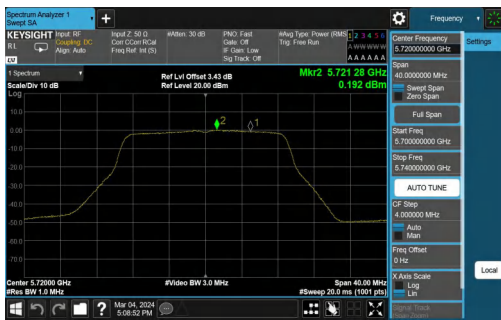 Spectrum Analyzer 1
Swept SA
Frequency
KEYSIGHT
Input: RF
Coupling: DC
Align: Auto
Input Z: 50 Ω
Corr CCorr RCal
Freq Ref: Int (S)
#Atten: 30 dB
PNO: Fast
Gate: Off
IF Gain: Low
Sig Track: Off
#Avg Type: Power (RMS
Trig: Free Run
1 2 3 4 5 6
A W W W W W
A A A A A A
RL
1 Spectrum
Scale/Div 10 dB
Log
Ref Lvl Offset 3.43 dB
Ref Level 20.00 dBm
Mkr2 5.721 28 GHz
0.192 dBm
10.0
0.00
-10.0
-20.0
-30.0
-40.0
-50.0
-60.0
-70.0
2
1
Center 5.72000 GHz
#Res BW 1.0 MHz
#Video BW 3.0 MHz
Span 40.00 MHz
#Sweep 20.0 ms (1001 pts)
Mar 04, 2024
5:08:52 PM
Center Frequency
5.720000000 GHz
Settings
Span
40.0000000 MHz
Swept Span
Zero Span
Full Span
Start Freq
5.700000000 GHz
Stop Freq
5.740000000 GHz
AUTO TUNE
CF Step
4.000000 MHz
Auto
Man
Freq Offset
0 Hz
X Axis Scale
Log
Lin
Local
Signal Track